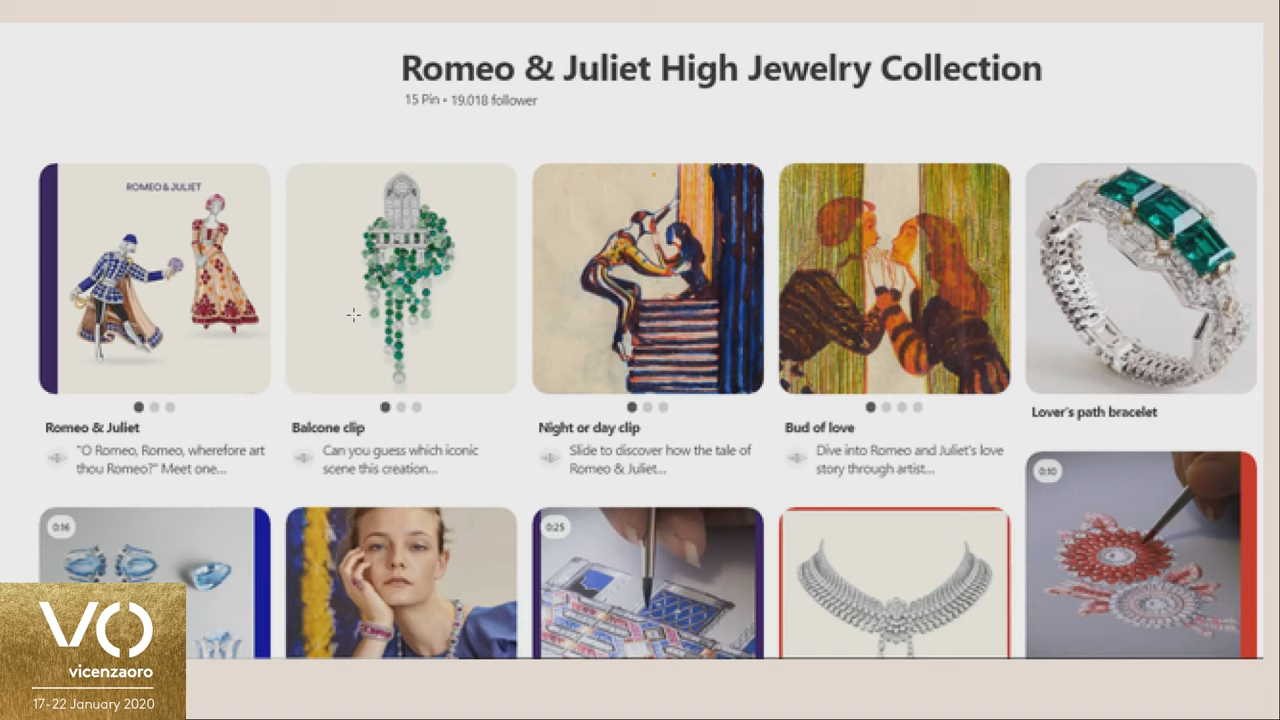 Romeo & Juliet High Jewelry Collection
15 Pin • 19.018 follower
ROMEO & JULIET
Romeo & Juliet
"O Romeo, Romeo, wherefore art
thou Romeo?" Meet one...
Balcone clip
Can you guess which iconic
scene this creation...
Night or day clip
Slide to discover how the tale of
Romeo & Juliet...
Bud of love
Dive into Romeo and Juliet's love
story through artist...
Lover's path bracelet
0:16
0:25
0:10
VO
vicenzaoro
17-22 January 2020